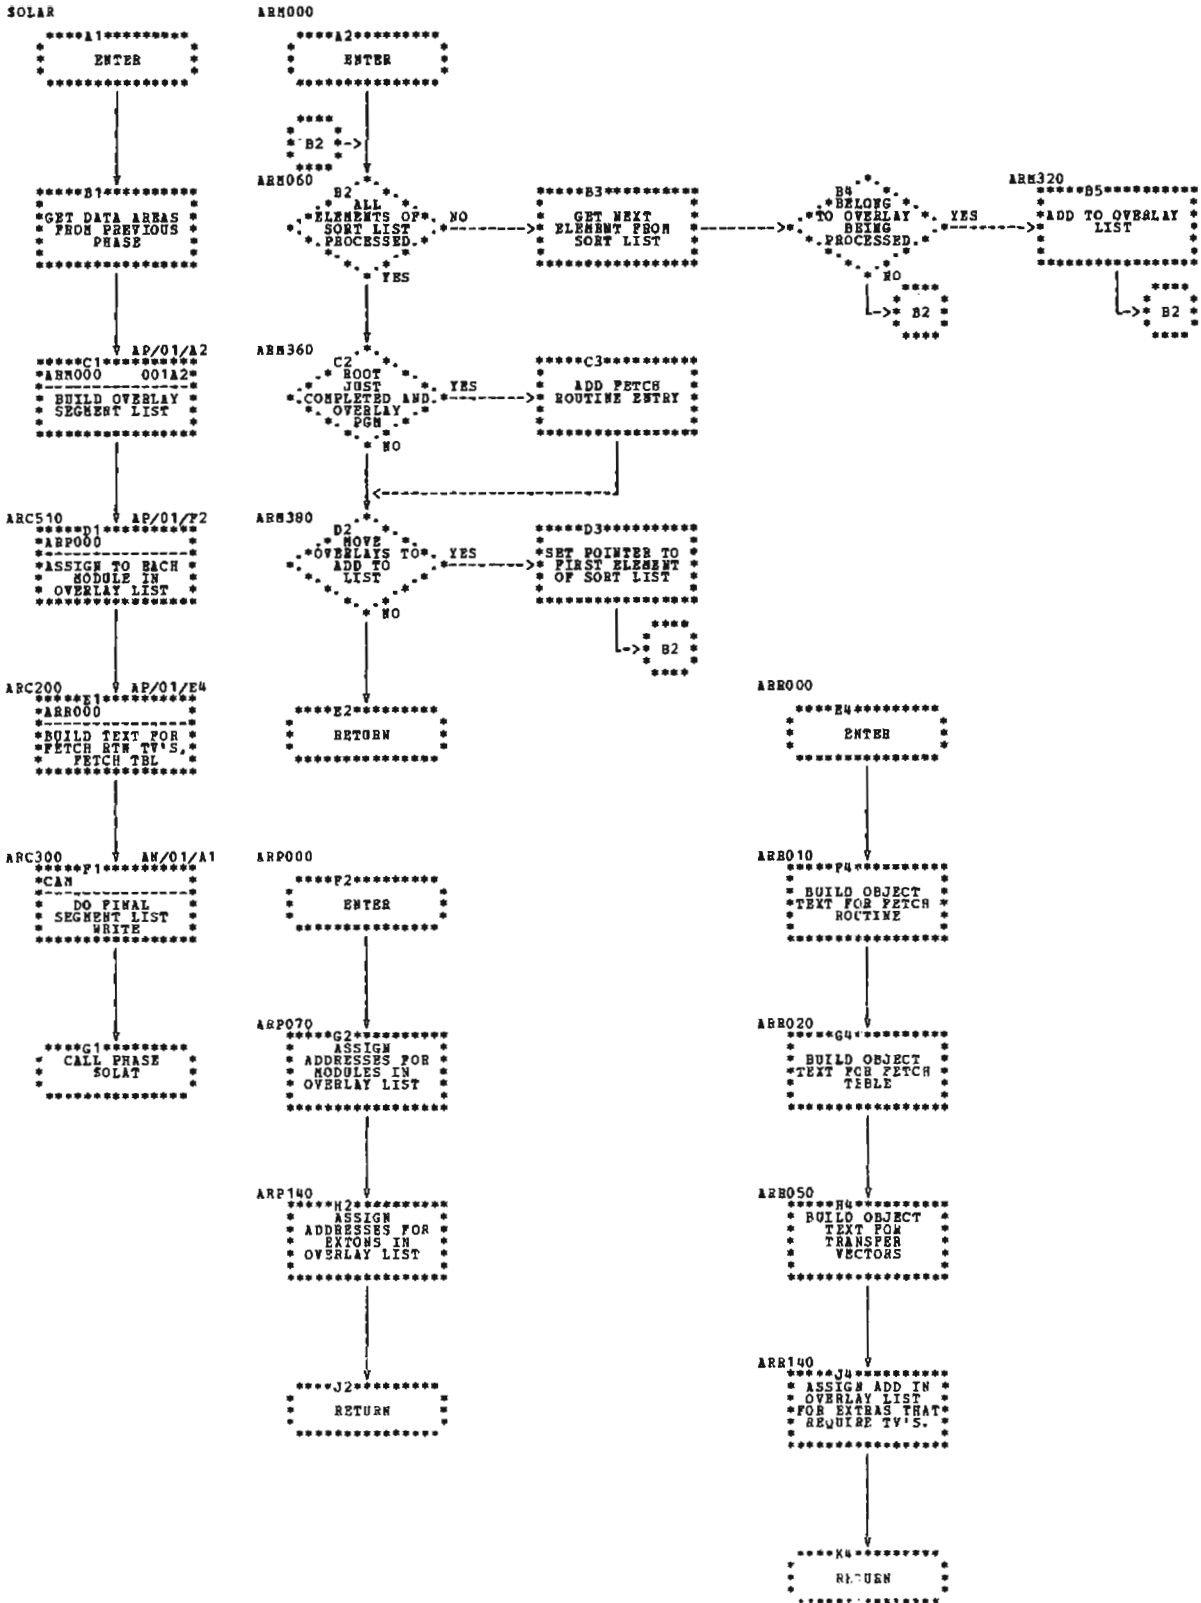 $OLAR
A1
ENTER
B1
GET DATA AREAS
FROM PREVIOUS
PHASE
AP/01/A2
C1
ARM000 001A2
BUILD OVERLAY
SEGMENT LIST
ARC510 AP/01/F2
D1
ARP000
ASSIGN TO EACH
MODULE IN
OVERLAY LIST
ARC200 AP/01/E4
E1
ARR000
BUILD TEXT FOR
FETCH RTN TV'S,
FETCH TBL
ARC300 AN/01/A1
F1
CAM
DO FINAL
SEGMENT LIST
WRITE
G1
CALL PHASE
SOLAT
ARM000
A2
ENTER
B2
ARM060
B2
ALL
ELEMENTS OF
SORT LIST
PROCESSED
NO
YES
B3
GET NEXT
ELEMENT FROM
SORT LIST
B4
BELONG
TO OVERLAY
BEING
PROCESSED
YES
NO
B2
ARM320
B5
ADD TO OVERLAY
LIST
B2
ARM360
C2
ROOT
JUST
COMPLETED AND
OVERLAY
PGM
YES
NO
C3
ADD FETCH
ROUTINE ENTRY
ARM380
D2
MOVE
OVERLAYS TO
ADD TO
LIST
YES
NO
D3
SET POINTER TO
FIRST ELEMENT
OF SORT LIST
B2
E2
RETURN
ARP000
F2
ENTER
ARP070
G2
ASSIGN
ADDRESSES FOR
MODULES IN
OVERLAY LIST
ARP140
H2
ASSIGN
ADDRESSES FOR
EXTONS IN
OVERLAY LIST
J2
RETURN
ARR000
E4
ENTER
ARR010
F4
BUILD OBJECT
TEXT FOR FETCH
ROUTINE
ARR020
G4
BUILD OBJECT
TEXT FOR FETCH
TABLE
ARR050
H4
BUILD OBJECT
TEXT FOR
TRANSFER
VECTORS
ARR140
J4
ASSIGN ADD IN
OVERLAY LIST
FOR EXTRAS THAT
REQUIRE TV'S.
K4
RETURN